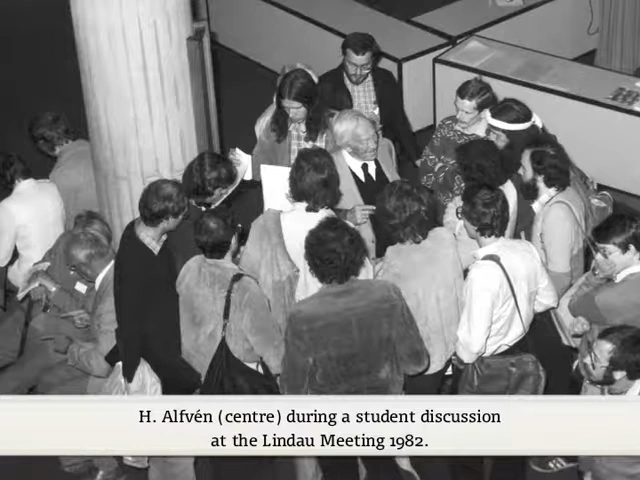 H. Alfvén (centre) during a student discussion
at the Lindau Meeting 1982.